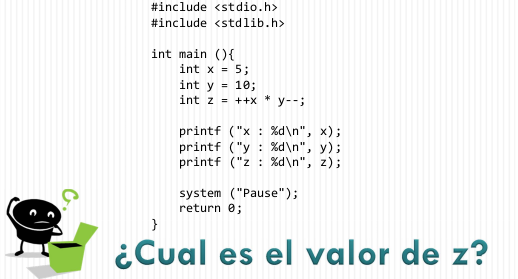 #include <stdio.h>
#include <stdlib.h>
int main (){
int x = 5;
int y = 10;
int z = ++x * y--;
printf ("x : %d\n", x);
printf ("y : %d\n", y);
printf ("z : %d\n", z);
system ("Pause");
return 0;
}
¿Cual es el valor de z?